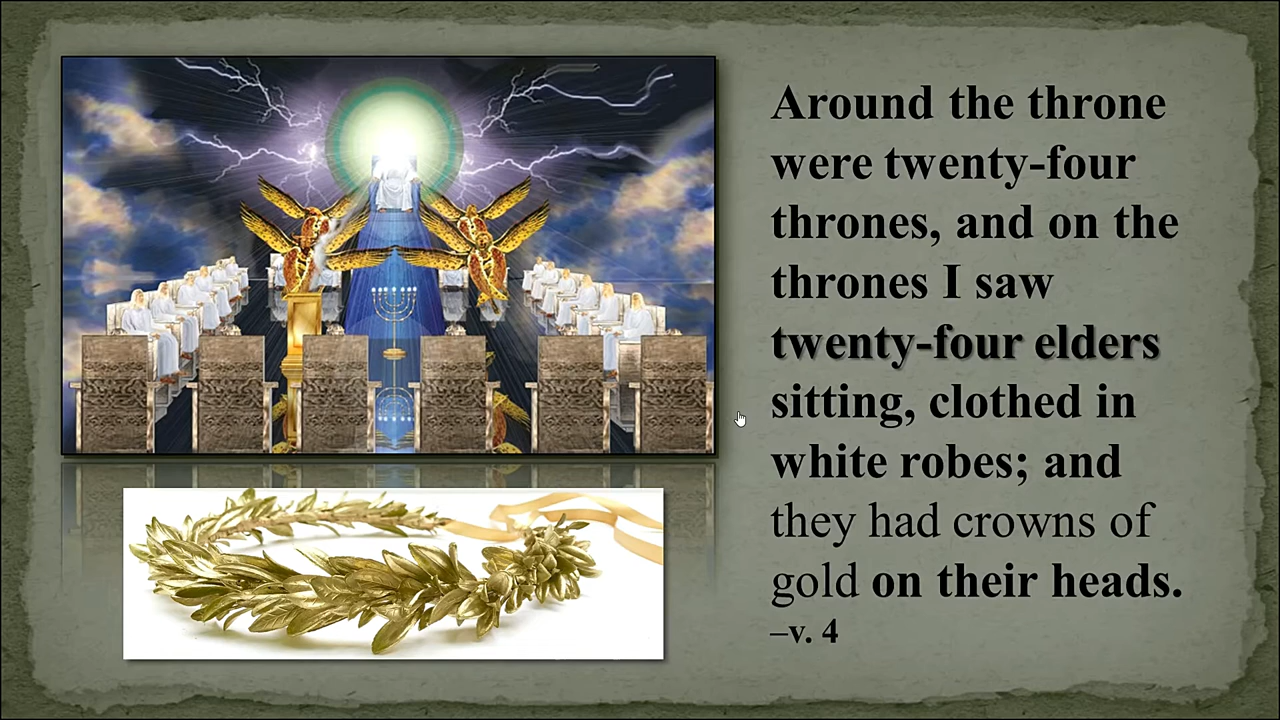 Around the throne
were twenty-four
thrones, and on the
thrones I saw
twenty-four elders
sitting, clothed in
white robes; and
they had crowns of
gold on their heads.
–v. 4